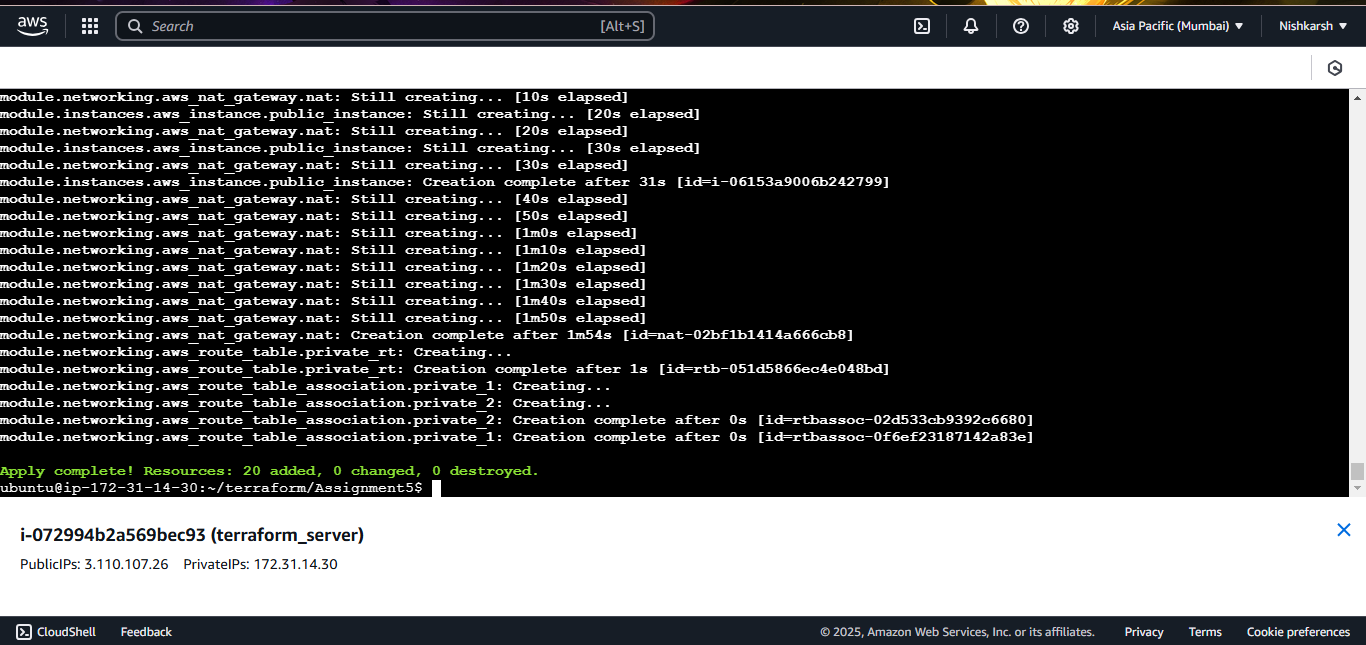 aws
Search
[Alt+S]
Asia Pacific (Mumbai)
Nishkarsh
module.networking.aws_nat_gateway.nat: Still creating... [10s elapsed]
module.instances.aws_instance.public_instance: Still creating... [20s elapsed]
module.networking.aws_nat_gateway.nat: Still creating... [20s elapsed]
module.instances.aws_instance.public_instance: Still creating... [30s elapsed]
module.networking.aws_nat_gateway.nat: Still creating... [30s elapsed]
module.instances.aws_instance.public_instance: Creation complete after 31s [id=i-06153a9006b242799]
module.networking.aws_nat_gateway.nat: Still creating... [40s elapsed]
module.networking.aws_nat_gateway.nat: Still creating... [50s elapsed]
module.networking.aws_nat_gateway.nat: Still creating... [1m0s elapsed]
module.networking.aws_nat_gateway.nat: Still creating... [1m10s elapsed]
module.networking.aws_nat_gateway.nat: Still creating... [1m20s elapsed]
module.networking.aws_nat_gateway.nat: Still creating... [1m30s elapsed]
module.networking.aws_nat_gateway.nat: Still creating... [1m40s elapsed]
module.networking.aws_nat_gateway.nat: Still creating... [1m50s elapsed]
module.networking.aws_nat_gateway.nat: Creation complete after 1m54s [id=nat-02bf1b1414a666cb8]
module.networking.aws_route_table.private_rt: Creating...
module.networking.aws_route_table.private_rt: Creation complete after 1s [id=rtb-051d5866ec4e048bd]
module.networking.aws_route_table_association.private_1: Creating...
module.networking.aws_route_table_association.private_2: Creating...
module.networking.aws_route_table_association.private_2: Creation complete after 0s [id=rtbassoc-02d533cb9392c6680]
module.networking.aws_route_table_association.private_1: Creation complete after 0s [id=rtbassoc-0f6ef23187142a83e]
Apply complete! Resources: 20 added, 0 changed, 0 destroyed.
ubuntu@ip-172-31-14-30:~/terraform/Assignment5$
i-072994b2a569bec93 (terraform_server)
PublicIPs: 3.110.107.26 PrivateIPs: 172.31.14.30
CloudShell
Feedback
© 2025, Amazon Web Services, Inc. or its affiliates.
Privacy
Terms
Cookie preferences